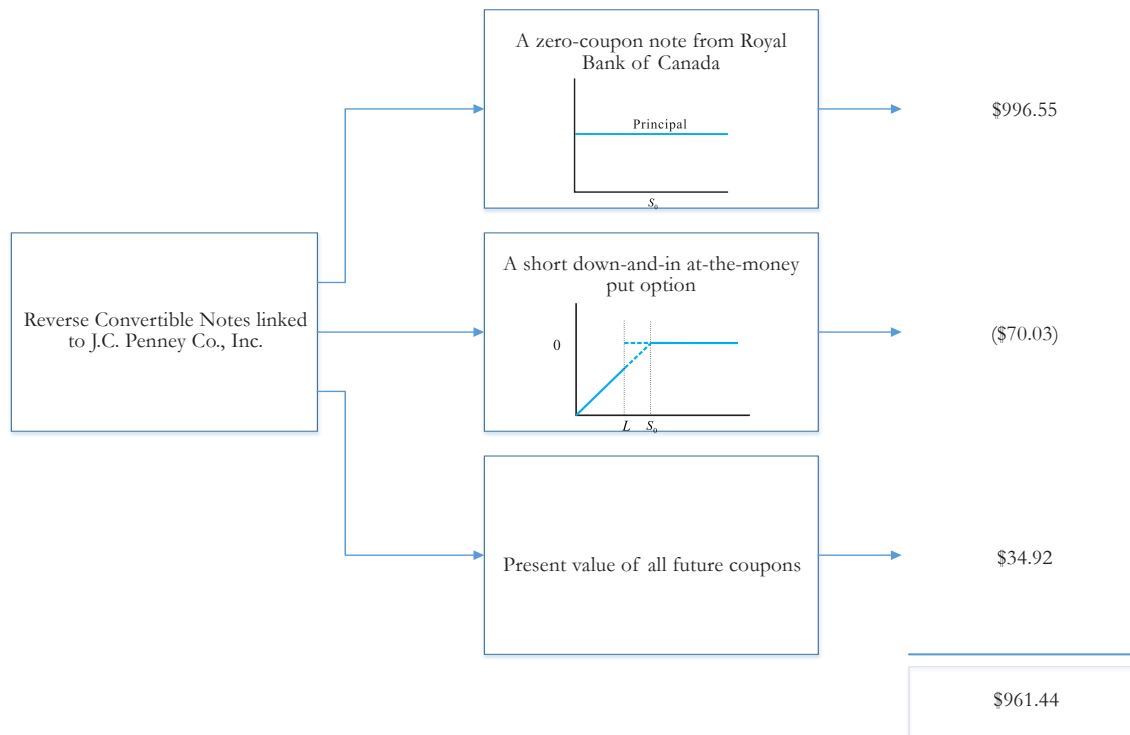 A zero-coupon note from Royal
Bank of Canada
Principal
S₀
$996.55
Reverse Convertible Notes linked
to J.C. Penney Co., Inc.
A short down-and-in at-the-money
put option
0
L S₀
($70.03)
Present value of all future coupons
$34.92
$961.44